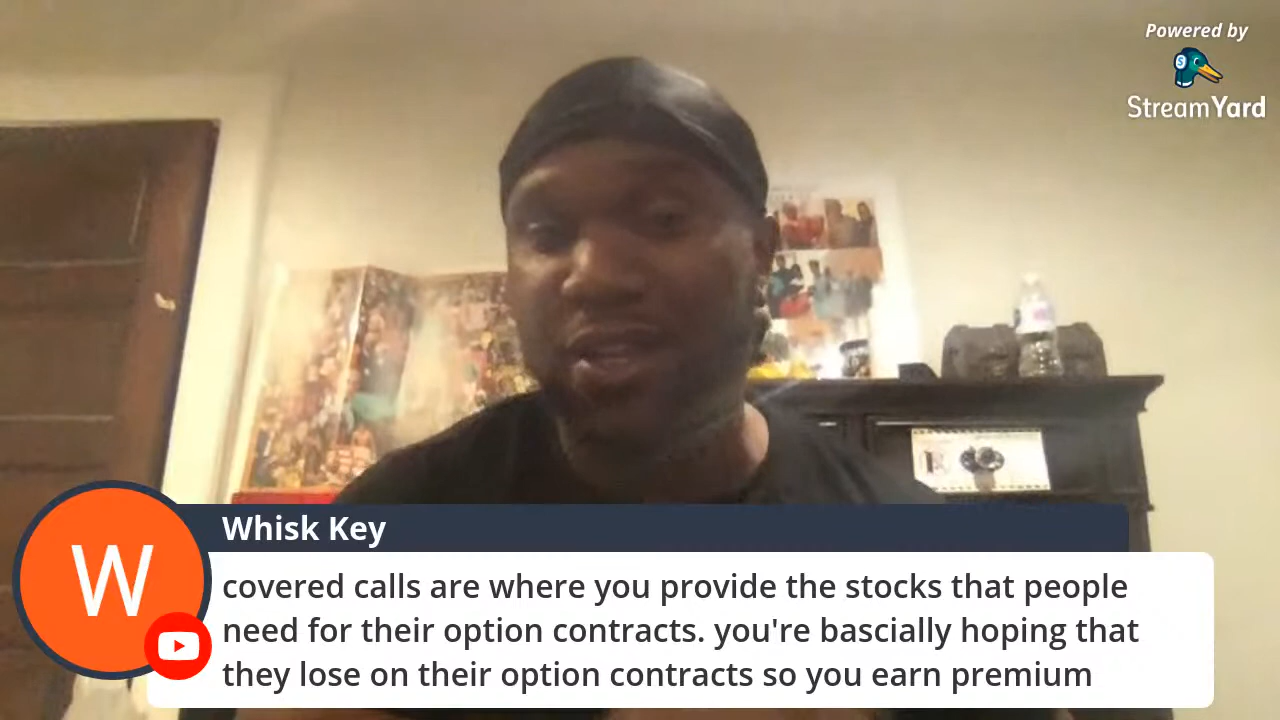 Powered by
S
StreamYard
Whisk Key
W
covered calls are where you provide the stocks that people
need for their option contracts. you're bascially hoping that
they lose on their option contracts so you earn premium